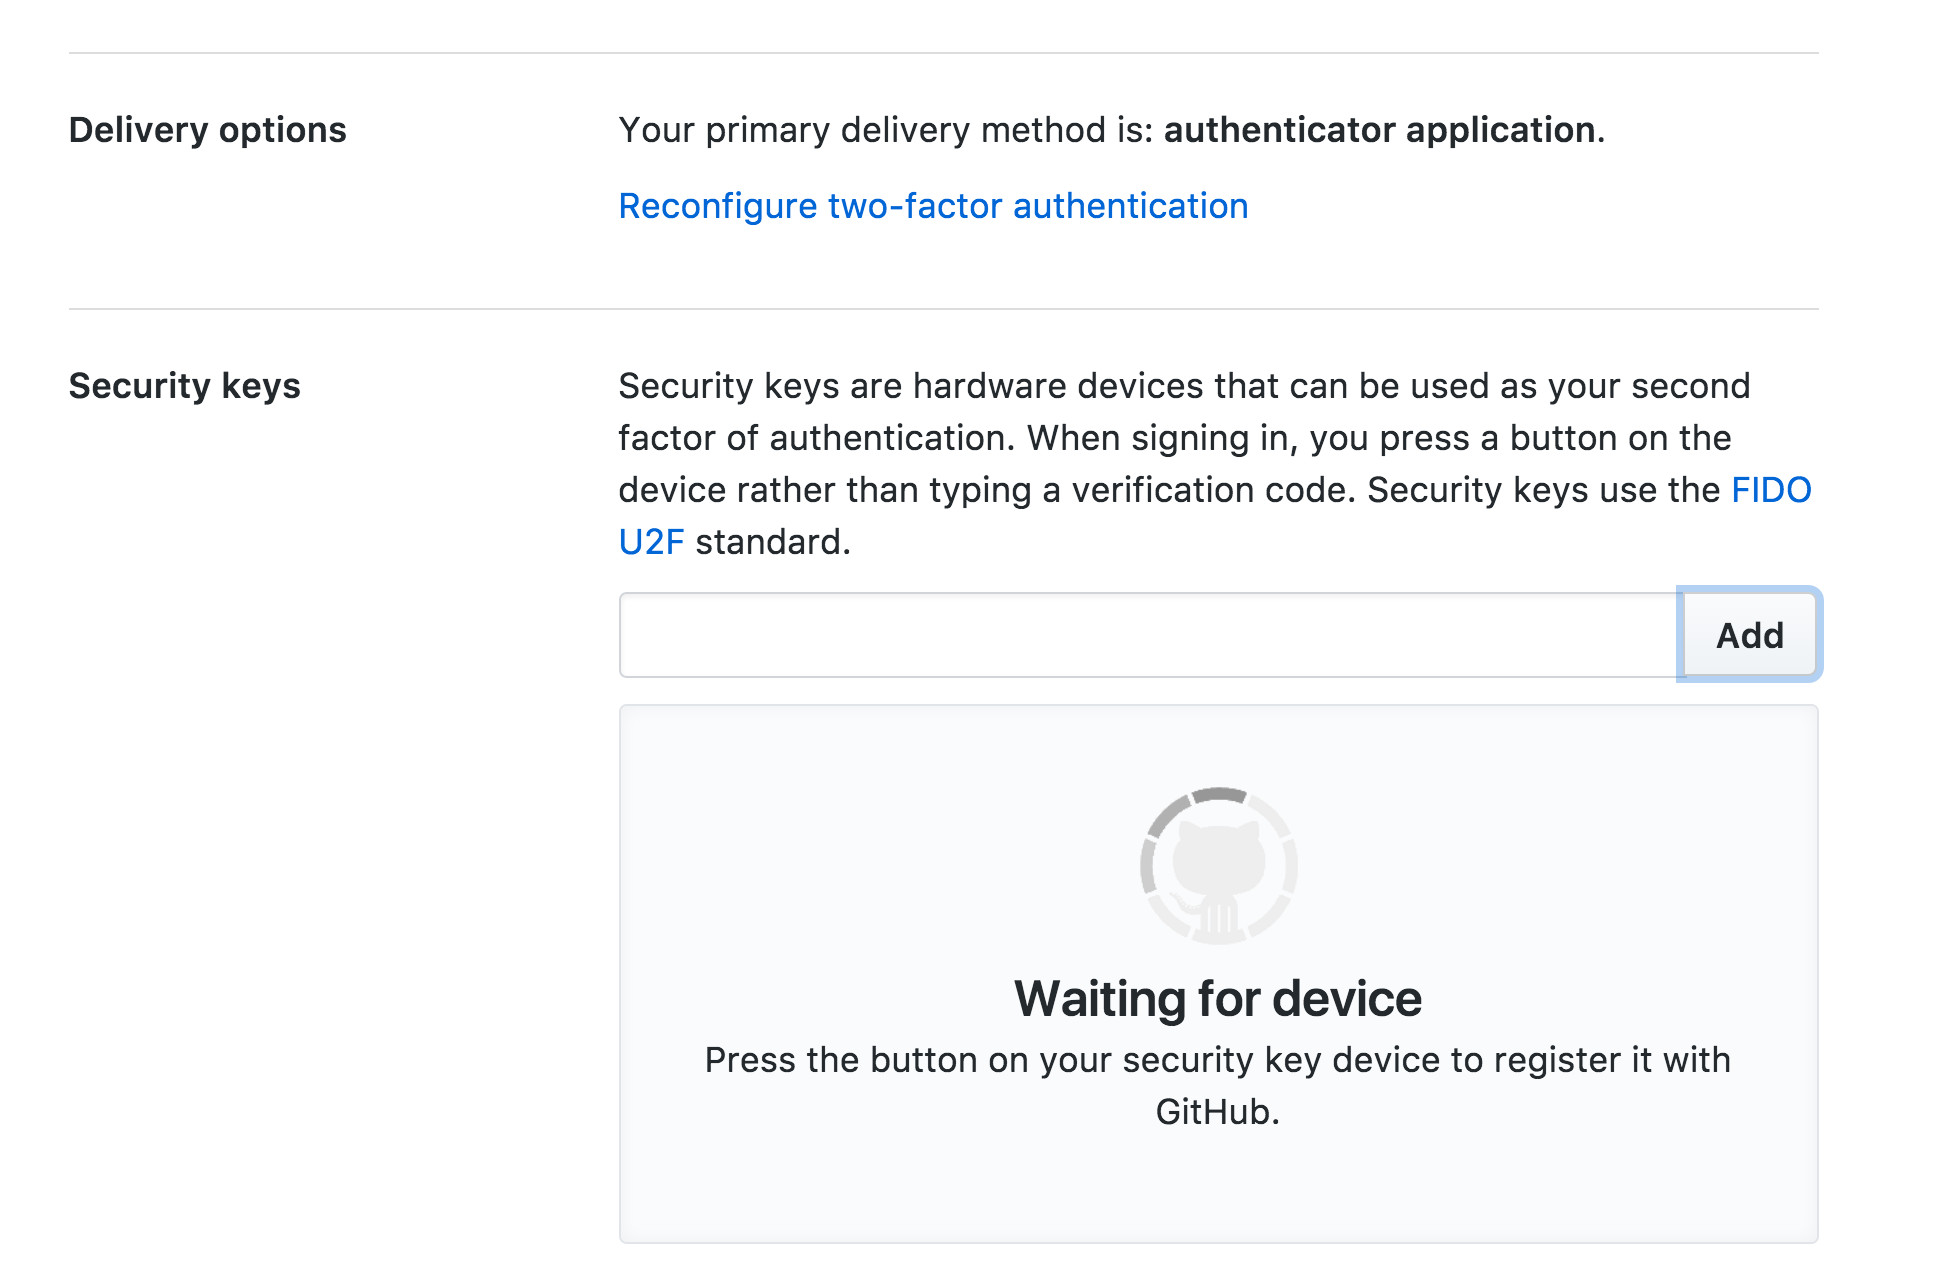 Delivery options
Your primary delivery method is: authenticator application.
Reconfigure two-factor authentication
Security keys
Security keys are hardware devices that can be used as your second
factor of authentication. When signing in, you press a button on the
device rather than typing a verification code. Security keys use the FIDO
U2F standard.
Add
Waiting for device
Press the button on your security key device to register it with
GitHub.